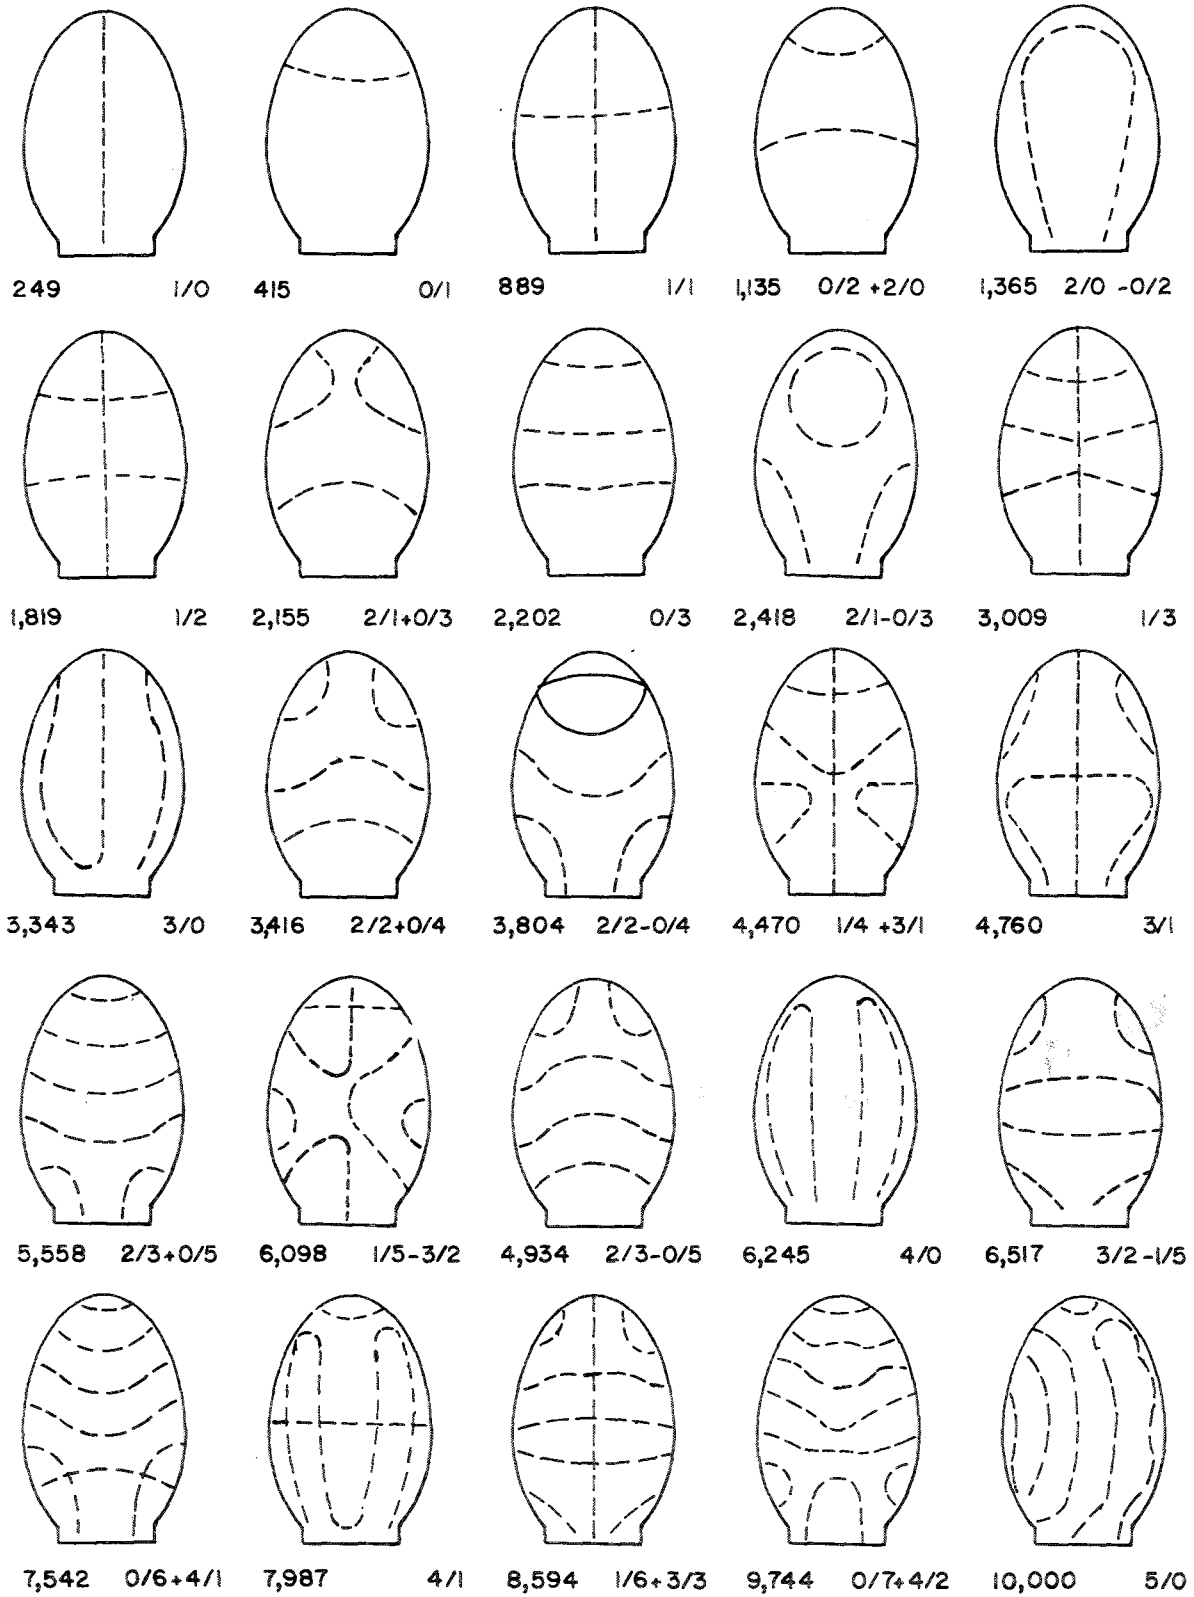 249 1/0 415 0/1 889 1/1 1,135 0/2 +2/0 1,365 2/0 -0/2
1,819 1/2 2,155 2/1+0/3 2,202 0/3 2,418 2/1-0/3 3,009 1/3
3,343 3/0 3,416 2/2+0/4 3,804 2/2-0/4 4,470 1/4 +3/1 4,760 3/1
5,558 2/3+0/5 6,098 1/5-3/2 4,934 2/3-0/5 6,245 4/0 6,517 3/2-1/5
7,542 0/6+4/1 7,987 4/1 8,594 1/6+3/3 9,744 0/7+4/2 10,000 5/0